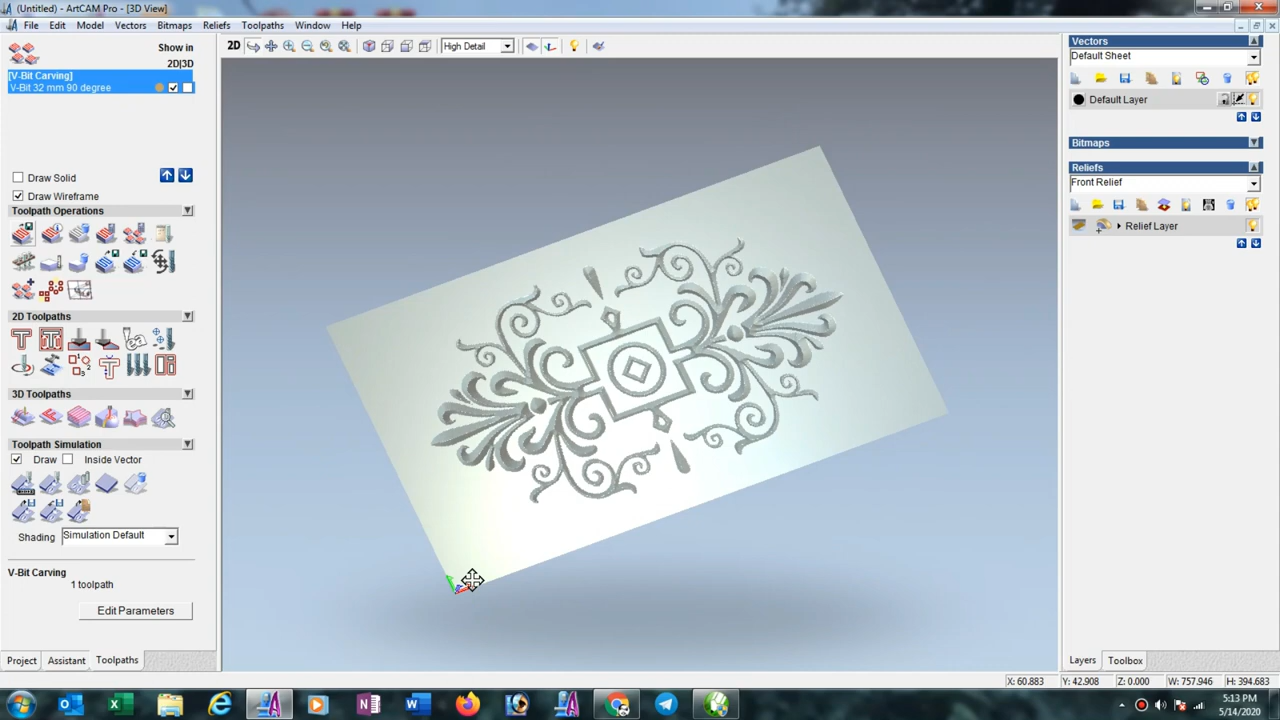 (Untitled) - ArtCAM Pro - [3D View]
File Edit Model Vectors Bitmaps Reliefs Toolpaths Window Help
Show in
2D|3D
[V-Bit Carving]
V-Bit 32 mm 90 degree
Draw Solid
Draw Wireframe
Toolpath Operations
2D Toolpaths
3D Toolpaths
Toolpath Simulation
Draw Inside Vector
Shading Simulation Default
V-Bit Carving
1 toolpath
Edit Parameters
Project Assistant Toolpaths
2D High Detail
Vectors
Default Sheet
Default Layer
Bitmaps
Reliefs
Front Relief
Relief Layer
Layers Toolbox
X: 60.883 Y: 42.908 Z: 0.000 W: 757.946 H: 394.683
5:13 PM
5/14/2020